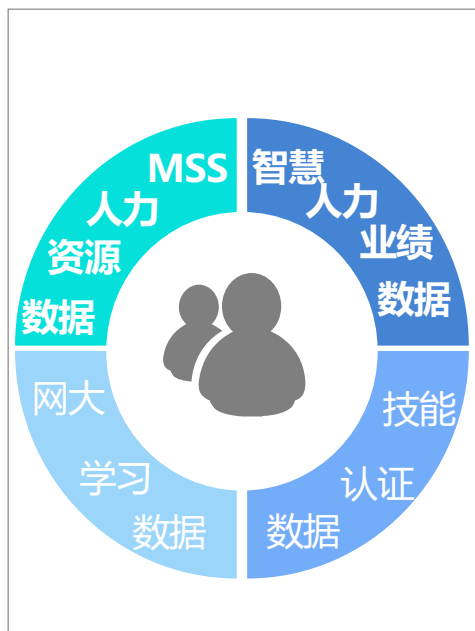 MSS
人力
资源
数据
智慧
人力
业绩
数据
网大
学习
数据
技能
认证
数据